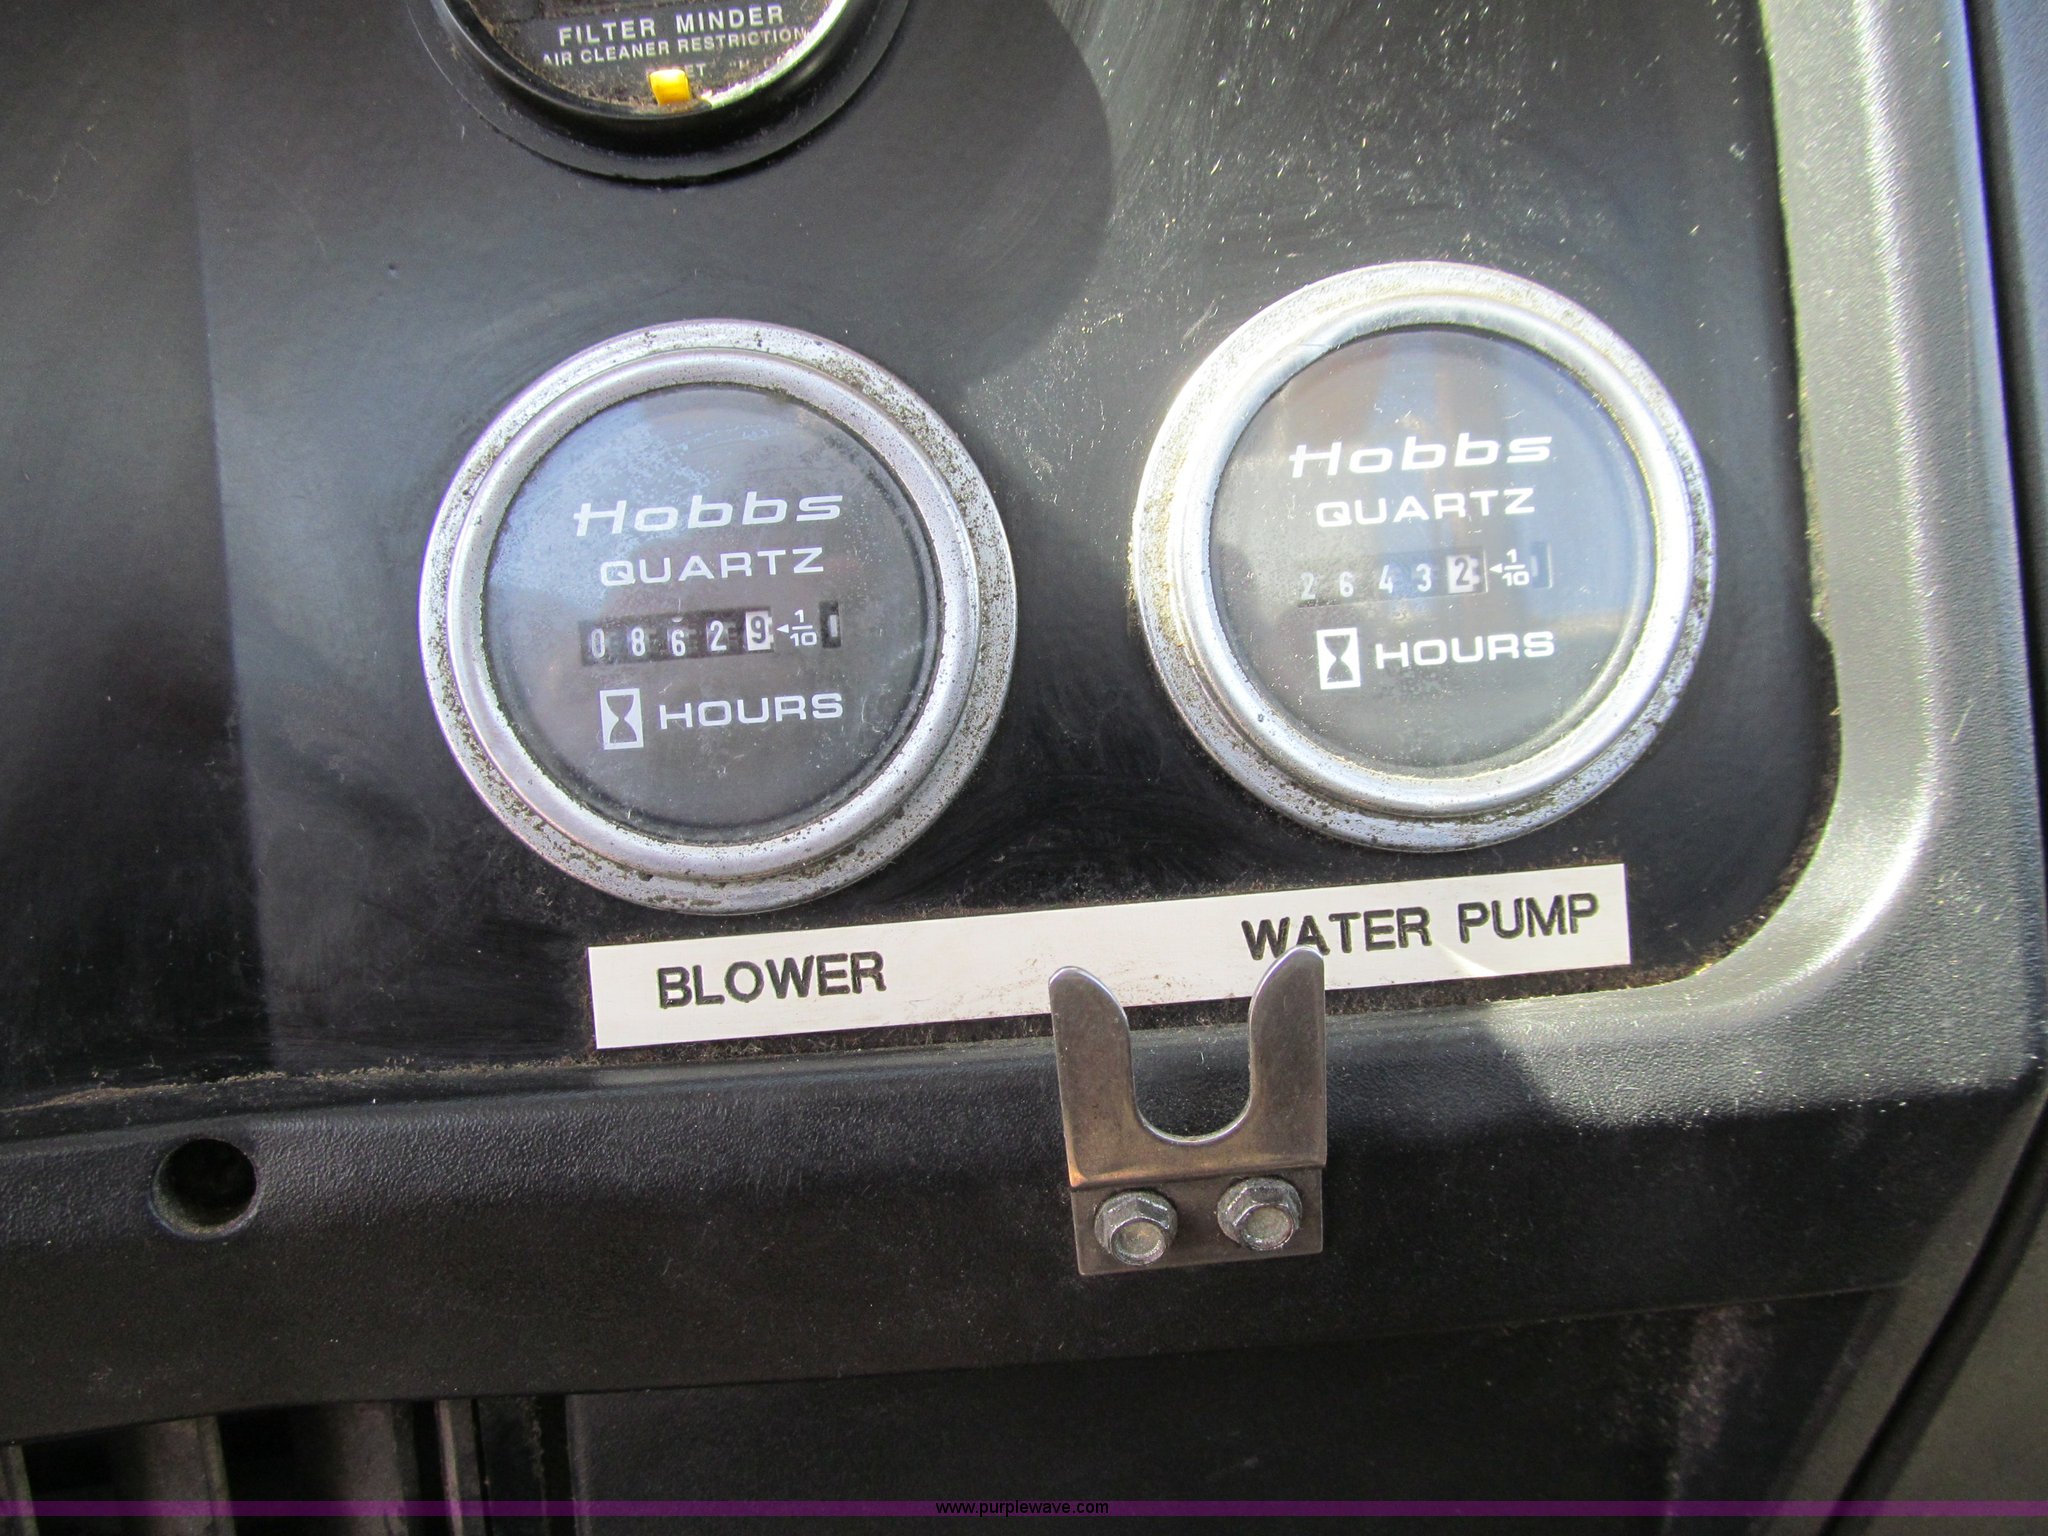 FILTER MINDER
AIR CLEANER RESTRICTION
Hobbs
QUARTZ
0 8 6 2 9 ◄ 1/10
HOURS
Hobbs
QUARTZ
2 6 4 3 2 ◄ 1/10
HOURS
BLOWER
WATER PUMP
www.purplewave.com